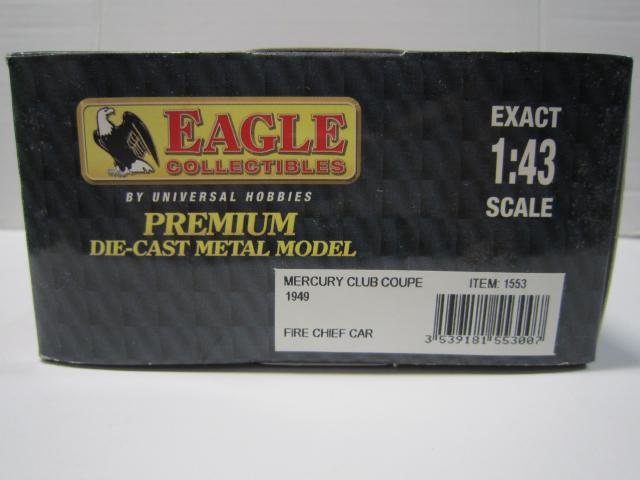 EAGLE
COLLECTIBLES
BY UNIVERSAL HOBBIES
PREMIUM
DIE-CAST METAL MODEL
EXACT
1:43
SCALE
MERCURY CLUB COUPE ITEM: 1553
1949
FIRE CHIEF CAR
3 539181 553007